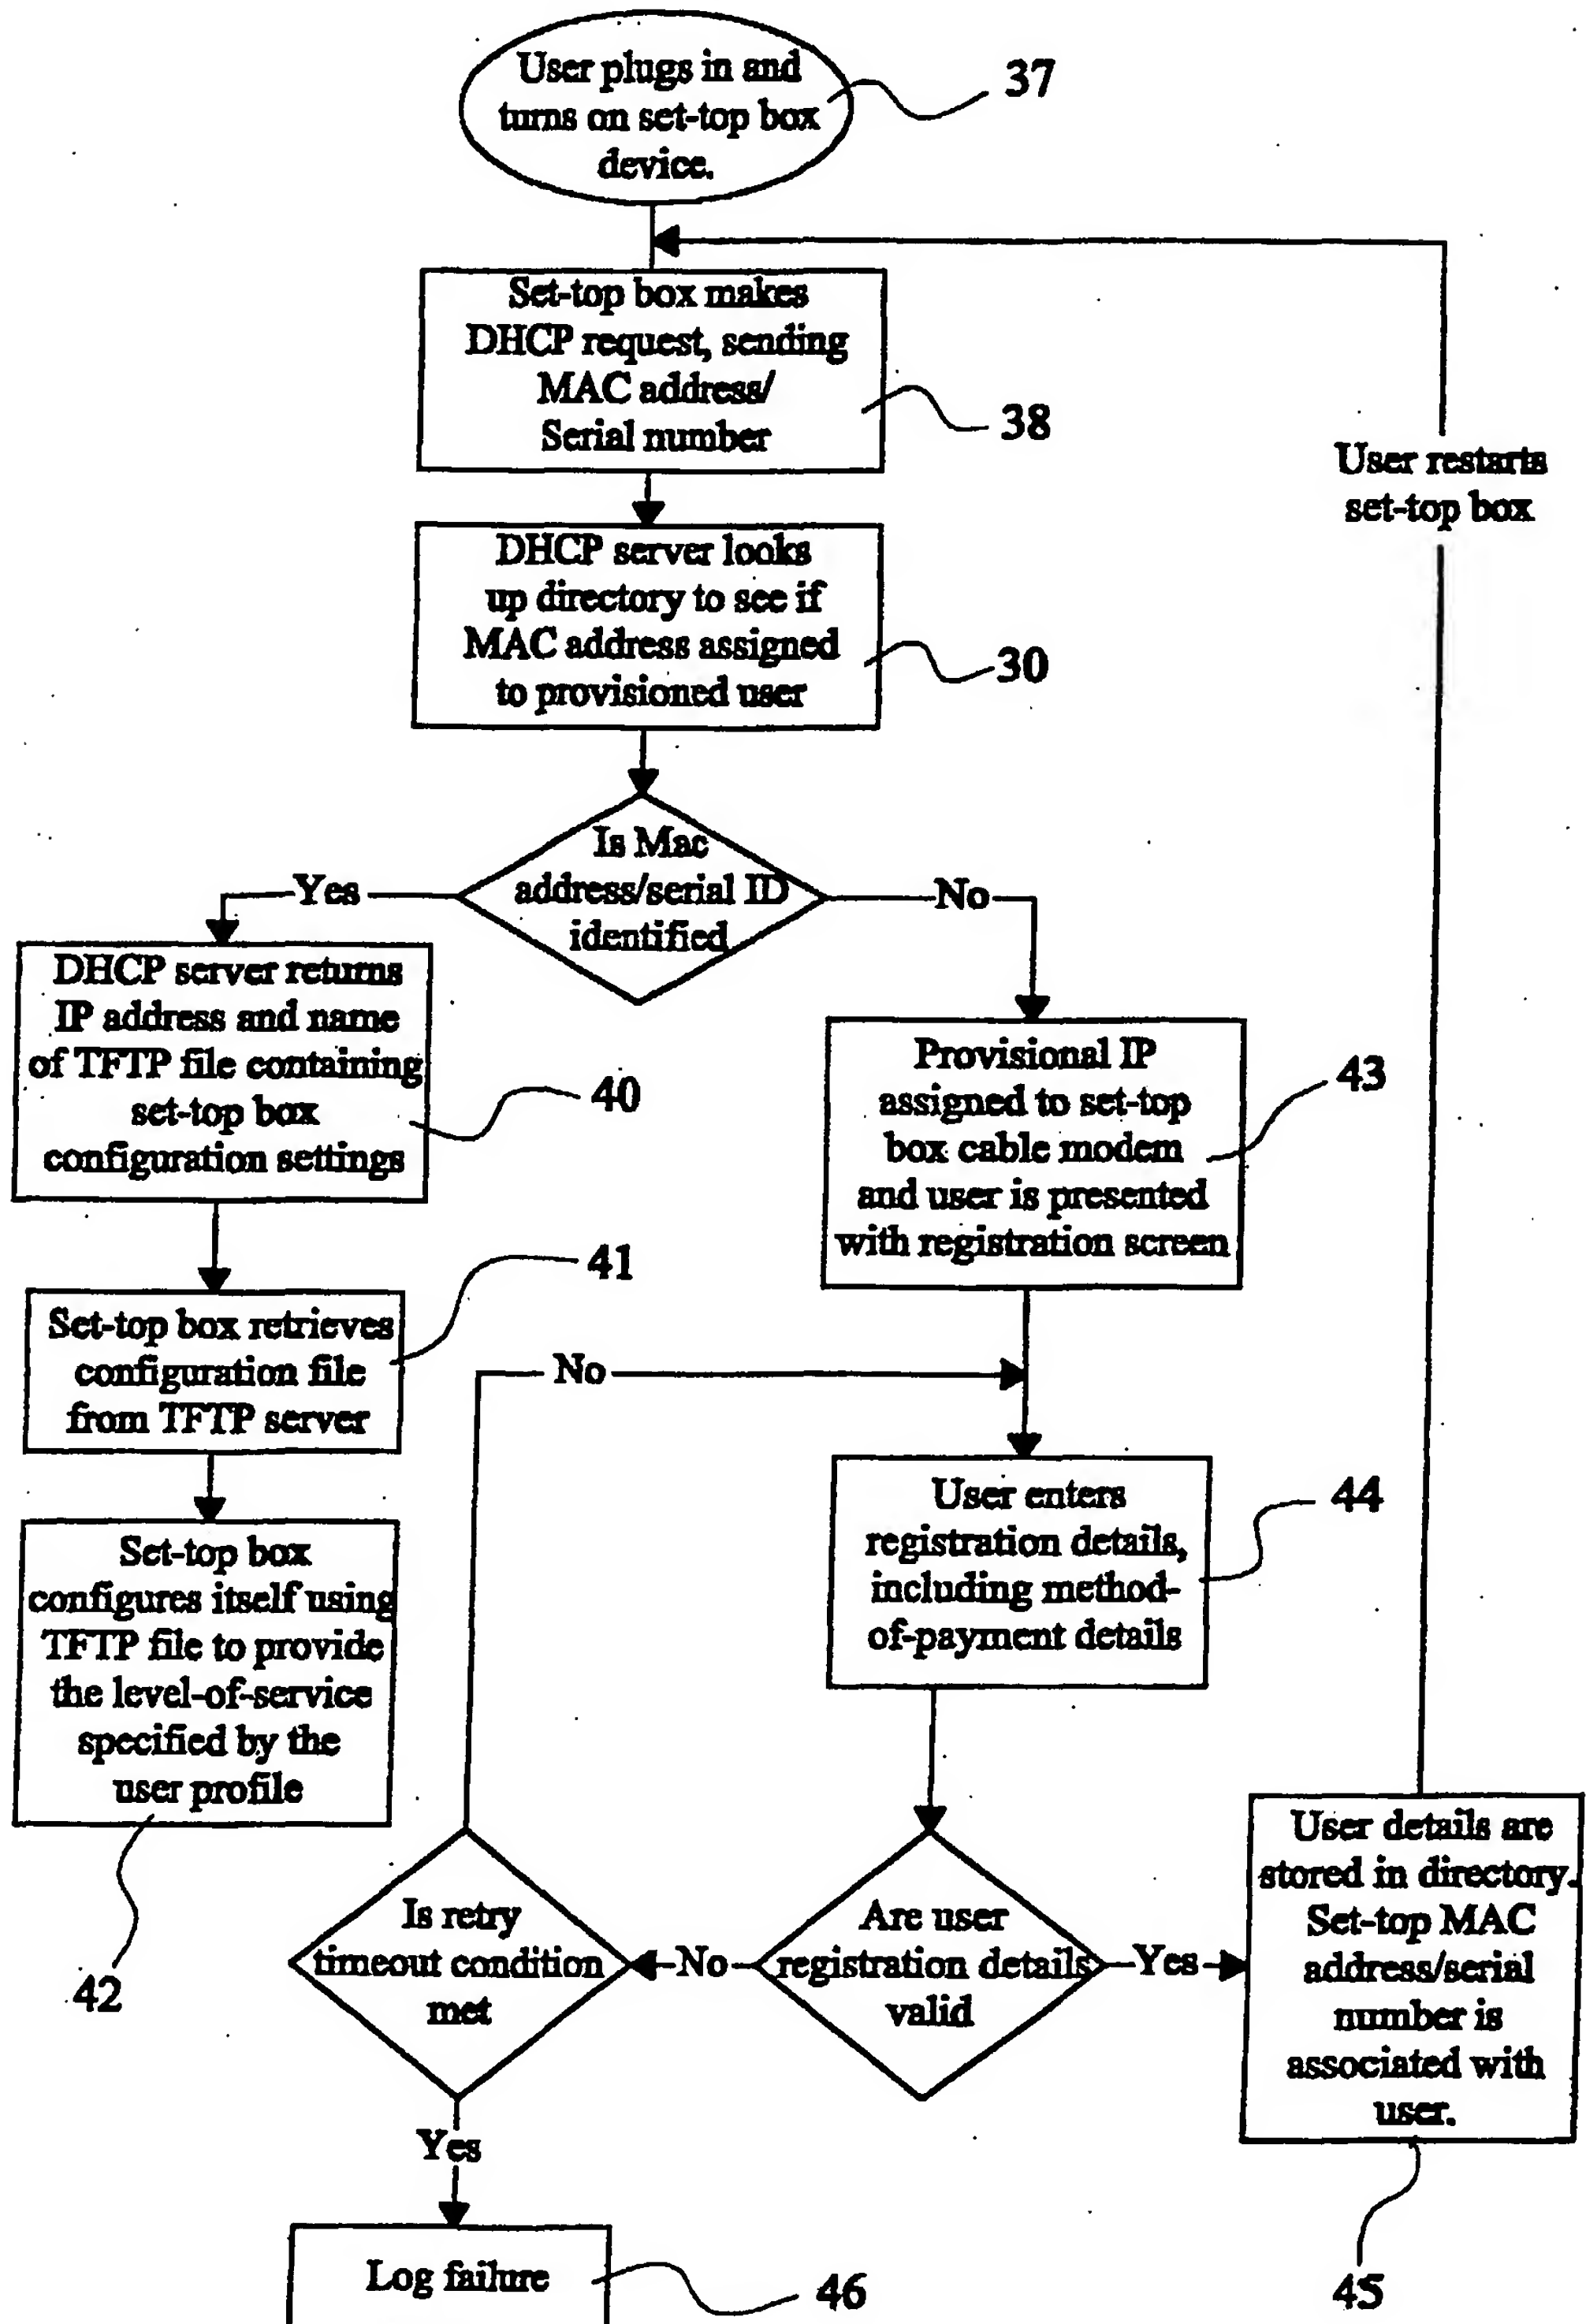 User plugs in and
turns on set-top box
device.
37
Set-top box makes
DHCP request, sending
MAC address/
Serial number
38
User restarts
set-top box
DHCP server looks
up directory to see if
MAC address assigned
to provisioned user
30
Is Mac
address/serial ID
identified
Yes
No
DHCP server returns
IP address and name
of TFTP file containing
set-top box
configuration settings
40
Provisional IP
assigned to set-top
box cable modem
and user is presented
with registration screen
43
Set-top box retrieves
configuration file
from TFTP server
41
No
User enters
registration details,
including method-
of-payment details
44
Set-top box
configures itself using
TFTP file to provide
the level-of-service
specified by the
user profile
42
Is retry
timeout condition
met
No
Are user
registration details
valid
Yes
User details are
stored in directory.
Set-top MAC
address/serial
number is
associated with
user.
45
Yes
Log failure
46